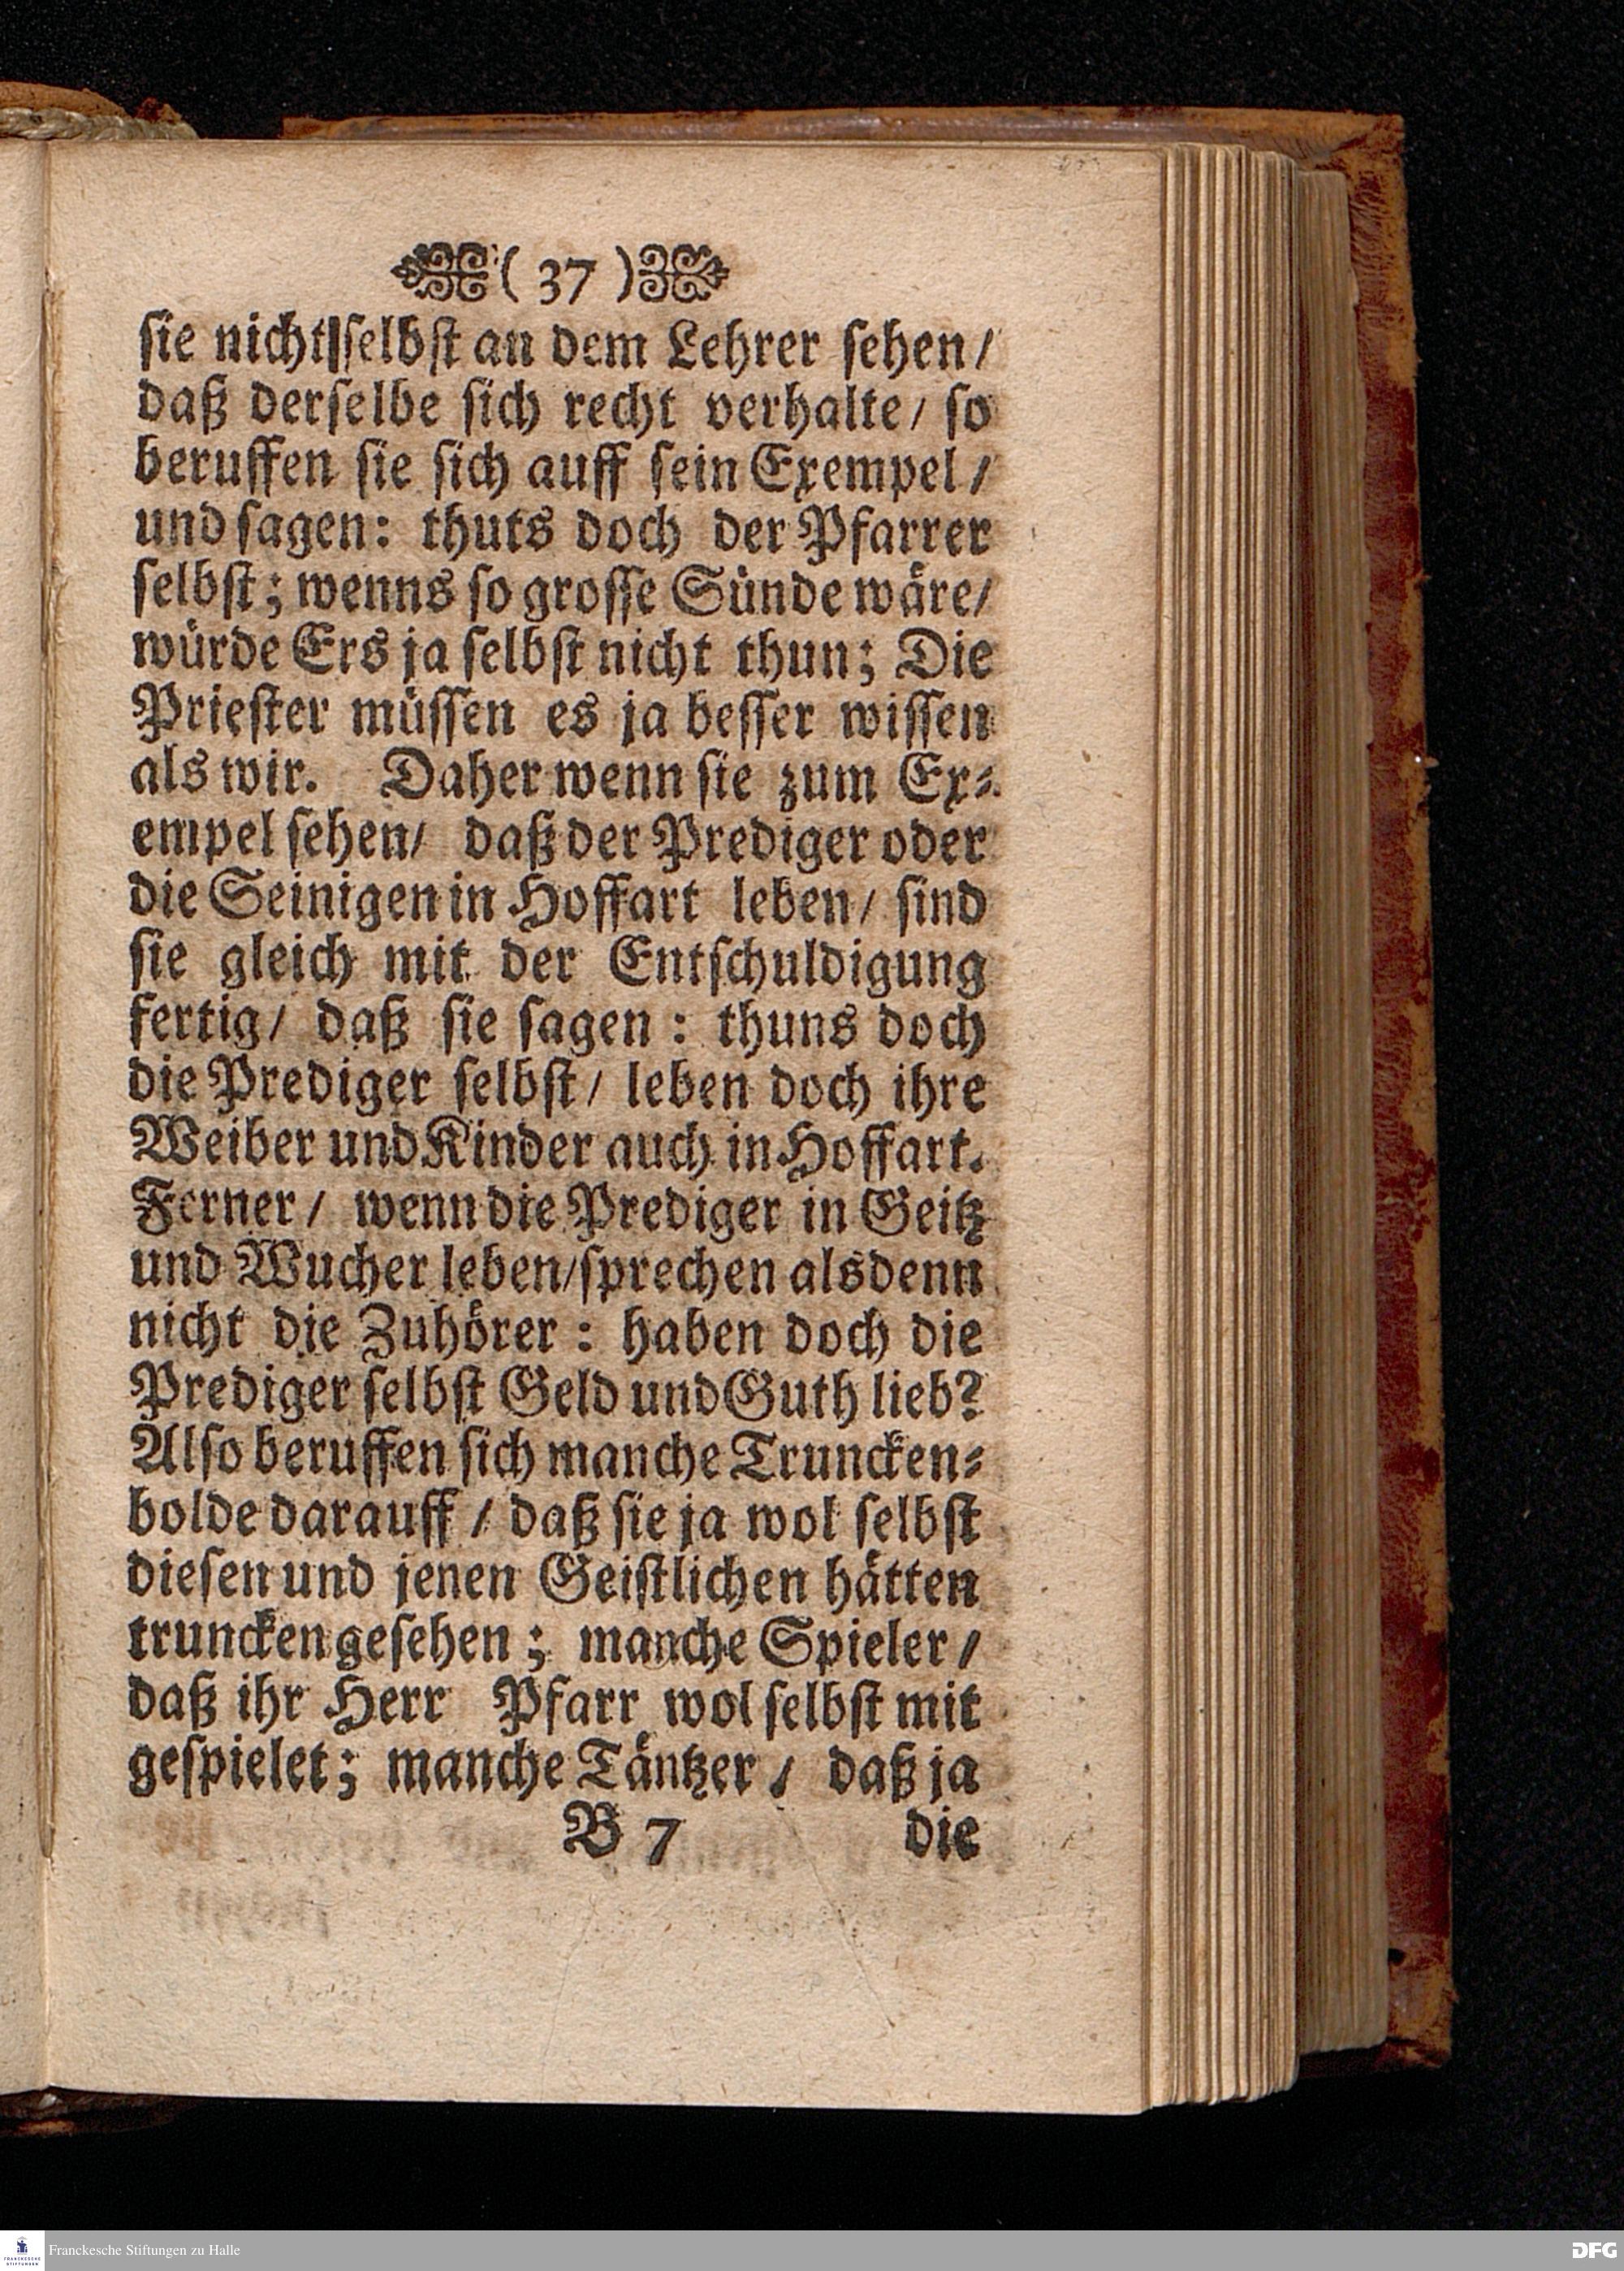 ( 37 )
sie nicht selbst an dem Lehrer sehen/
daß derselbe sich recht verhalte/ so
beruffen sie sich auff sein Exempel/
und sagen: thuts doch der Pfarrer
selbst; wenns so grosse Sünde wäre/
würde Ers ja selbst nicht thun; Die
Priester müssen es ja besser wissen
als wir. Daher wenn sie zum Ex-
empel sehen/ daß der Prediger oder
die Seinigen in Hoffart leben/ sind
sie gleich mit der Entschuldigung
fertig/ daß sie sagen: thuns doch
die Prediger selbst/ leben doch ihre
Weiber und Kinder auch in Hoffart.
Ferner/ wenn die Prediger in Geitz
und Wucher leben/sprechen alsdenn
nicht die Zuhörer: haben doch die
Prediger selbst Geld und Guth lieb?
Also beruffen sich manche Truncken-
bolde darauff/ daß sie ja wol selbst
diesen und jenen Geistlichen hätten
truncken gesehen; manche Spieler/
daß ihr Herr Pfarr wol selbst mit
gespielet; manche Täntzer/ daß ja
B 7 die
FRANCKESCHE STIFTUNGEN
Franckesche Stiftungen zu Halle
DFG